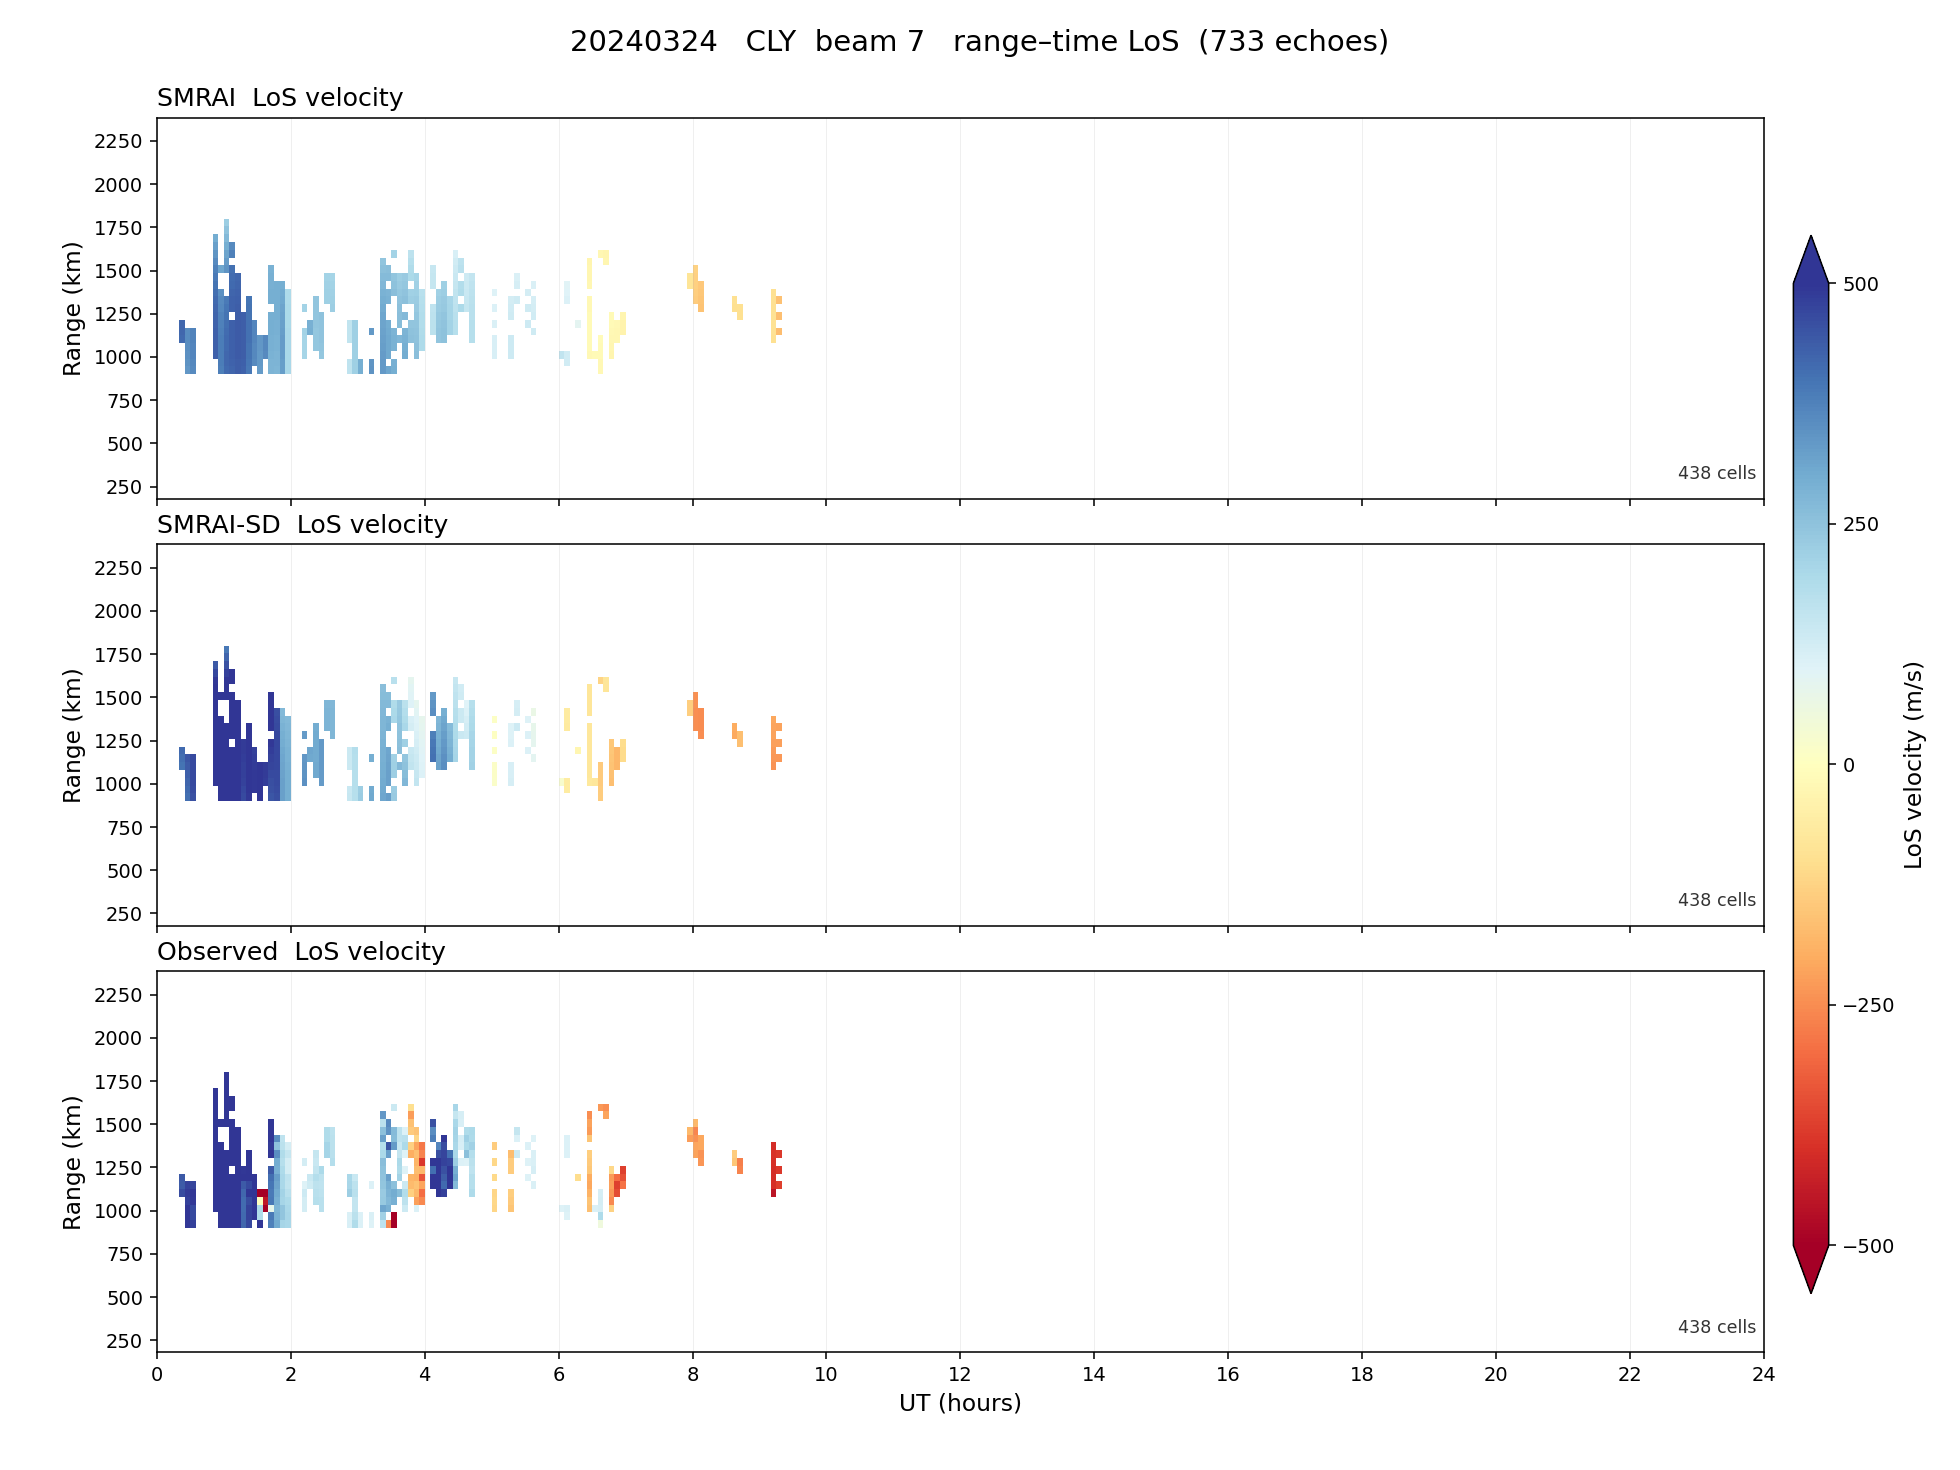 20240324   CLY  beam 7   range–time LoS  (733 echoes)
SMRAI  LoS velocity
2250
2000
1750
1500
1250
1000
750
500
250
Range (km)
438 cells
SMRAI-SD  LoS velocity
2250
2000
1750
1500
1250
1000
750
500
250
Range (km)
438 cells
Observed  LoS velocity
2250
2000
1750
1500
1250
1000
750
500
250
Range (km)
438 cells
0 2 4 6 8 10 12 14 16 18 20 22 24
UT (hours)
500
250
0
−250
−500
LoS velocity (m/s)